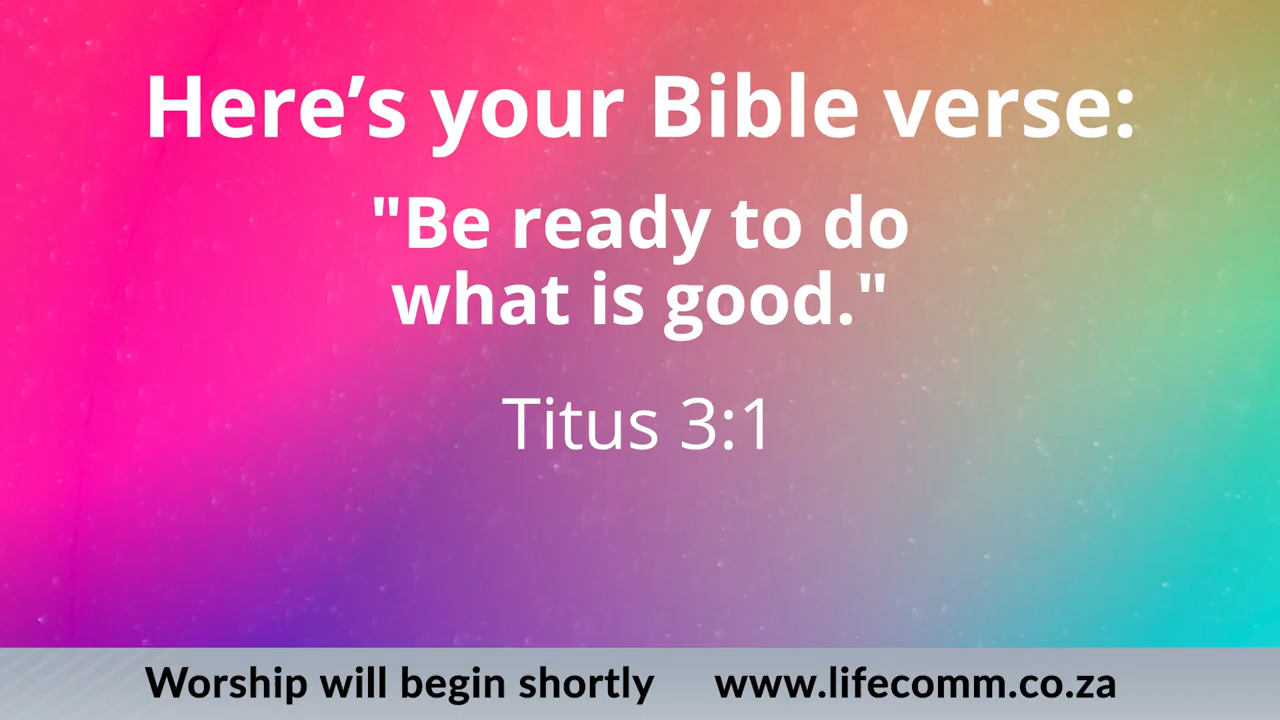 Here’s your Bible verse:
"Be ready to do
what is good."
Titus 3:1
Worship will begin shortly www.lifecomm.co.za